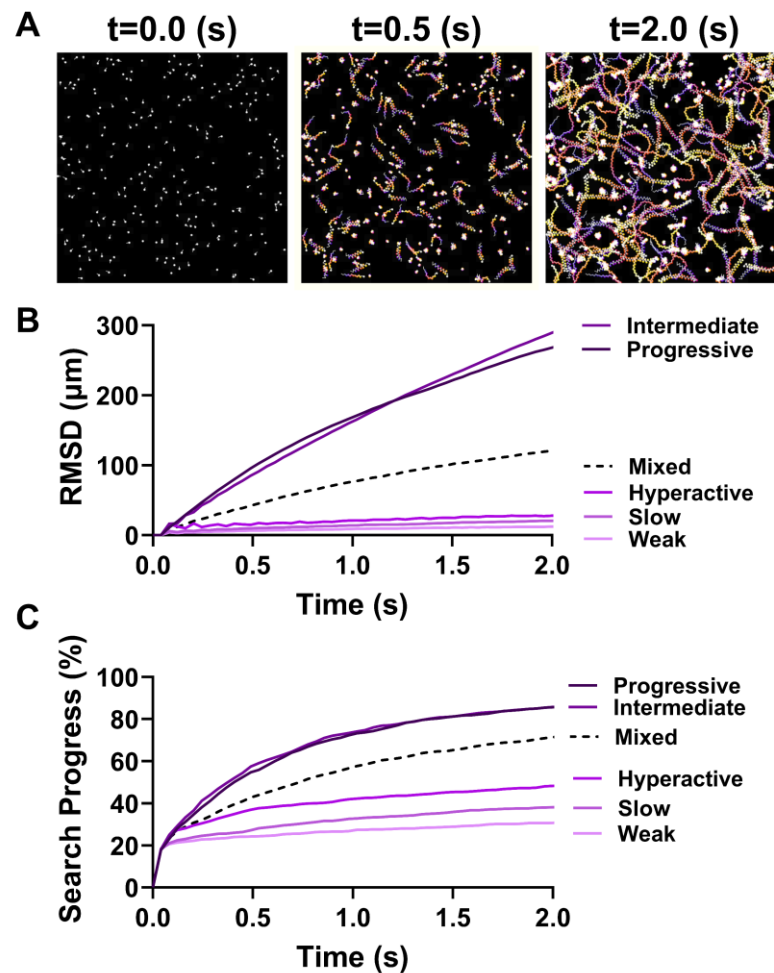 A
t=0.0 (s) t=0.5 (s) t=2.0 (s)
B
RMSD (µm)
300
200
100
0
0.0 0.5 1.0 1.5 2.0
Time (s)
Intermediate
Progressive
Mixed
Hyperactive
Slow
Weak
C
Search Progress (%)
100
80
60
40
20
0
0.0 0.5 1.0 1.5 2.0
Time (s)
Progressive
Intermediate
Mixed
Hyperactive
Slow
Weak